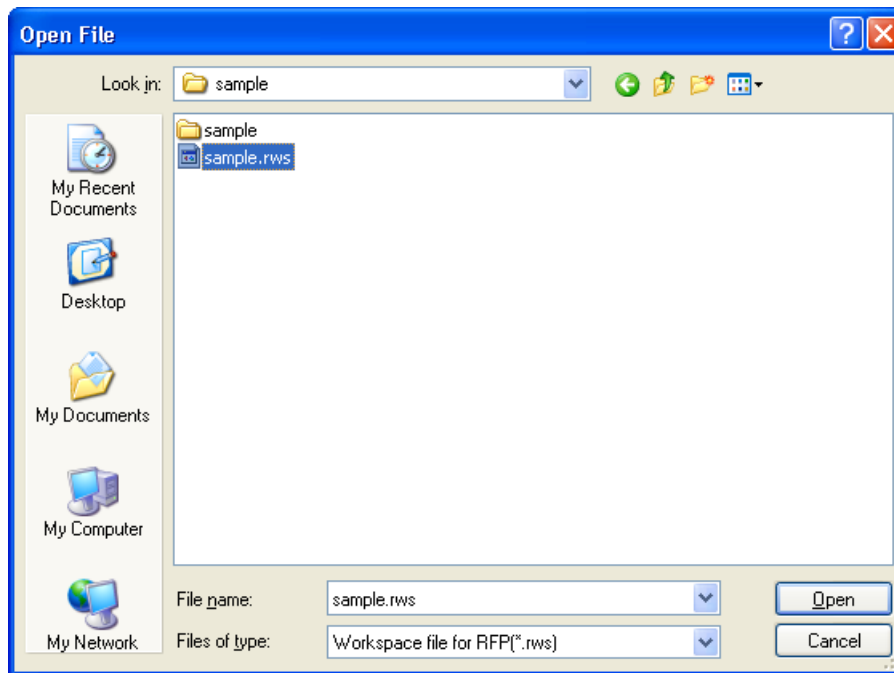 Open File
Look in:
sample
My Recent
Documents
Desktop
My Documents
My Computer
My Network
sample
sample.rws
File name:
sample.rws
Open
Files of type:
Workspace file for RFP(*.rws)
Cancel